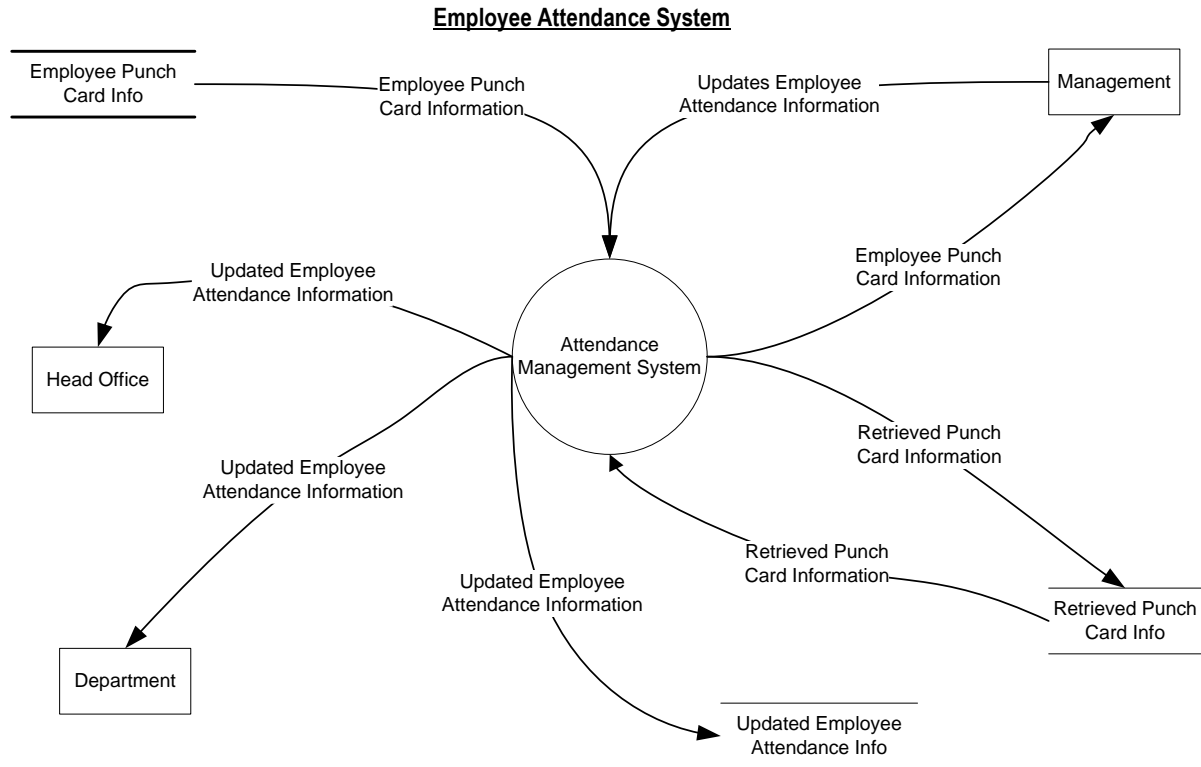 Employee Attendance System
Employee Punch
Card Info
Employee Punch
Card Information
Updates Employee
Attendance Information
Management
Updated Employee
Attendance Information
Employee Punch
Card Information
Head Office
Attendance
Management System
Updated Employee
Attendance Information
Retrieved Punch
Card Information
Retrieved Punch
Card Information
Updated Employee
Attendance Information
Retrieved Punch
Card Info
Department
Updated Employee
Attendance Info